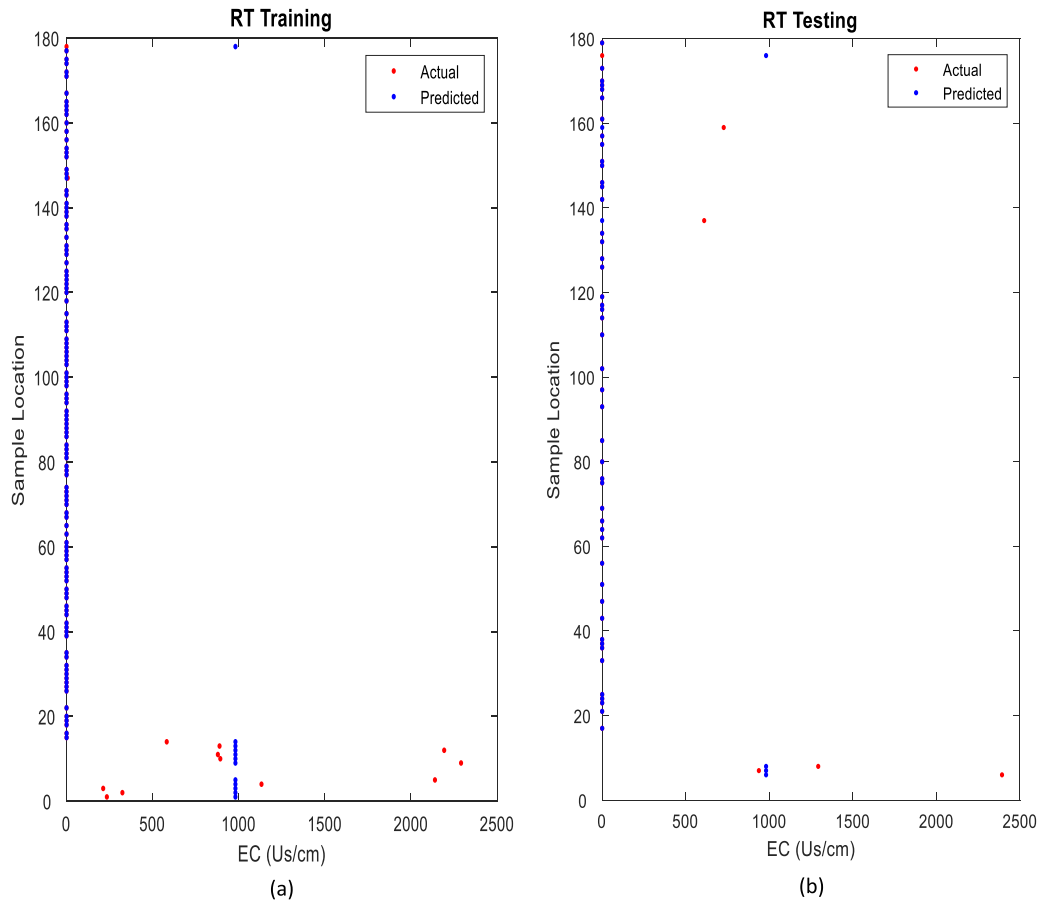 RT Training
180
160
140
120
100
80
60
40
20
0
Sample Location
Actual
Predicted
0 500 1000 1500 2000 2500
EC (Us/cm)
(a)
RT Testing
180
160
140
120
100
80
60
40
20
0
Sample Location
Actual
Predicted
0 500 1000 1500 2000 2500
EC (Us/cm)
(b)